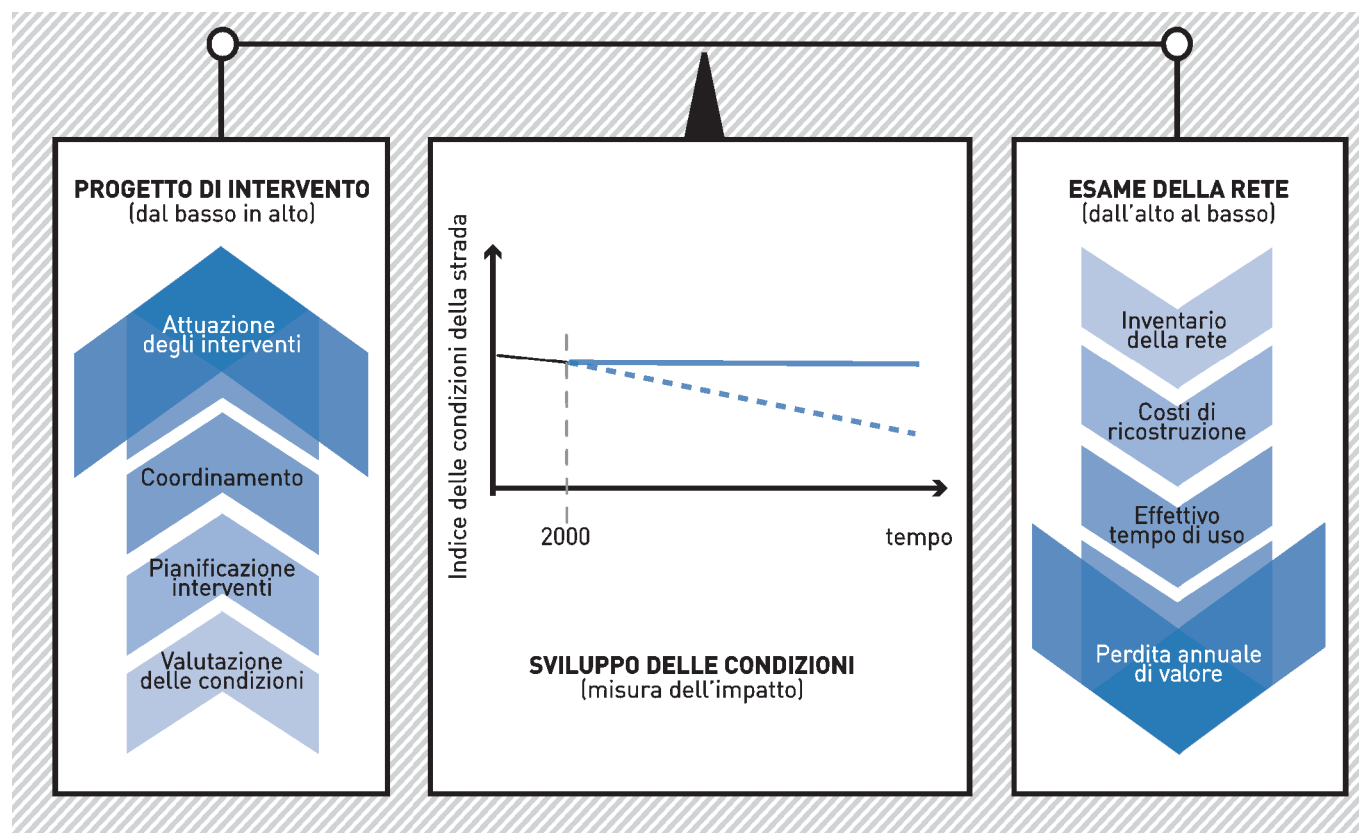 PROGETTO DI INTERVENTO
(dal basso in alto)
Attuazione
degli interventi
Coordinamento
Pianificazione
interventi
Valutazione
delle condizioni
Indice delle condizioni della strada
2000
tempo
SVILUPPO DELLE CONDIZIONI
(misura dell'impatto)
ESAME DELLA RETE
(dall'alto al basso)
Inventario
della rete
Costi di
ricostruzione
Effettivo
tempo di uso
Perdita annuale
di valore